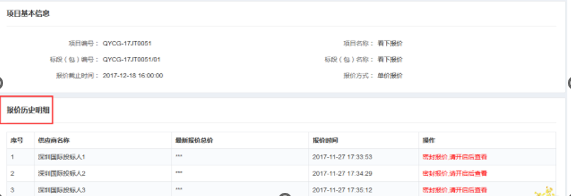 项目基本信息
项目编号： QYCG-17JT0051 项目名称： 看下报价
标段（包）编号： QYCG-17JT0051/01 标段（包）名称： 看下报价
报价截止时间： 2017-12-18 16:00:00 报价方式： 单价报价
报价历史明细
序号 供应商名称 最新报价总价 报价时间 操作
1 深圳国际投标人1 *** 2017-11-27 17:33:53 密封报价 请开启后查看
2 深圳国际投标人2 *** 2017-11-27 17:34:29 密封报价 请开启后查看
3 深圳国际投标人3 *** 2017-11-27 17:35:12 密封报价 请开启后查看